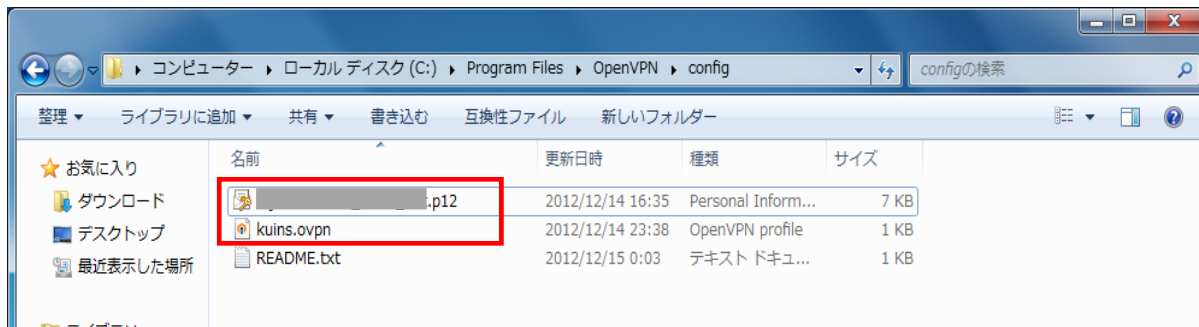 コンピューター ローカル ディスク (C:) Program Files OpenVPN config configの検索
整理 ライブラリに追加 共有 書き込む 互換性ファイル 新しいフォルダー
お気に入り
ダウンロード
デスクトップ
最近表示した場所
名前 更新日時 種類 サイズ
.p12 2012/12/14 16:35 Personal Inform... 7 KB
kuins.ovpn 2012/12/14 23:38 OpenVPN profile 1 KB
README.txt 2012/12/15 0:03 テキスト ドキュ... 1 KB